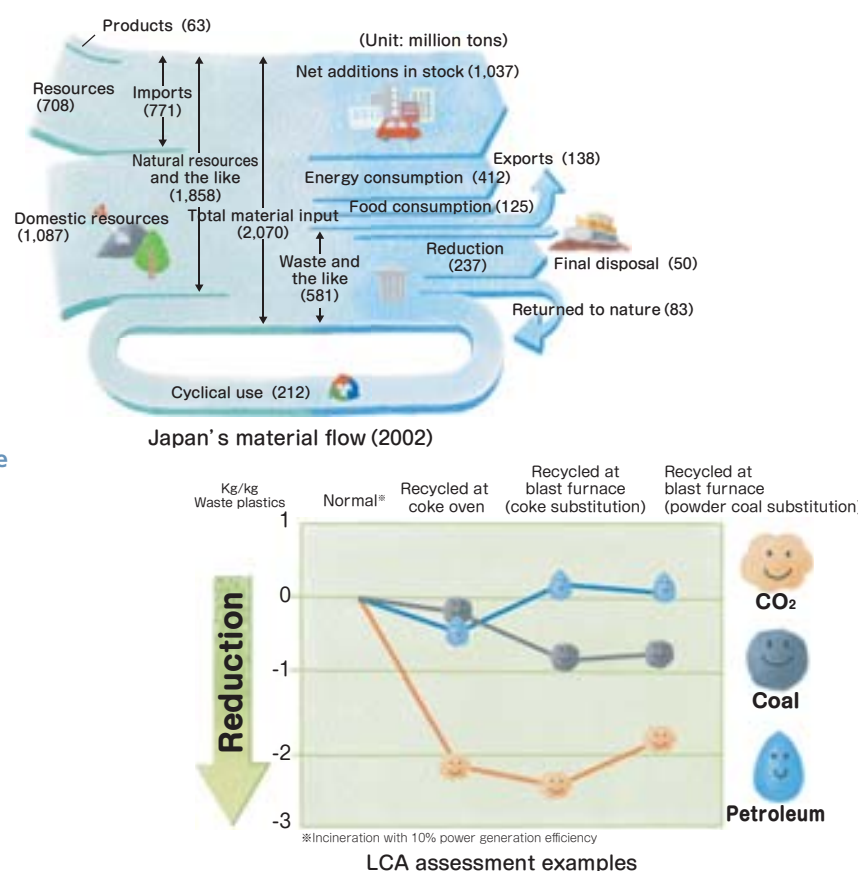 Products (63)
(Unit: million tons)
Net additions in stock (1,037)
Resources
(708)
Imports
(771)
Natural resources
and the like
(1,858)
Exports (138)
Energy consumption (412)
Food consumption (125)
Domestic resources
(1,087)
Total material input
(2,070)
Waste and
the like
(581)
Reduction
(237)
Final disposal (50)
Returned to nature (83)
Cyclical use (212)
Japan's material flow (2002)
e
Kg/kg
Waste plastics
Normal※
Recycled at
coke oven
Recycled at
blast furnace
(coke substitution)
Recycled at
blast furnace
(powder coal substitution)
1
0
-1
-2
-3
Reduction
CO₂
Coal
Petroleum
※Incineration with 10% power generation efficiency
LCA assessment examples